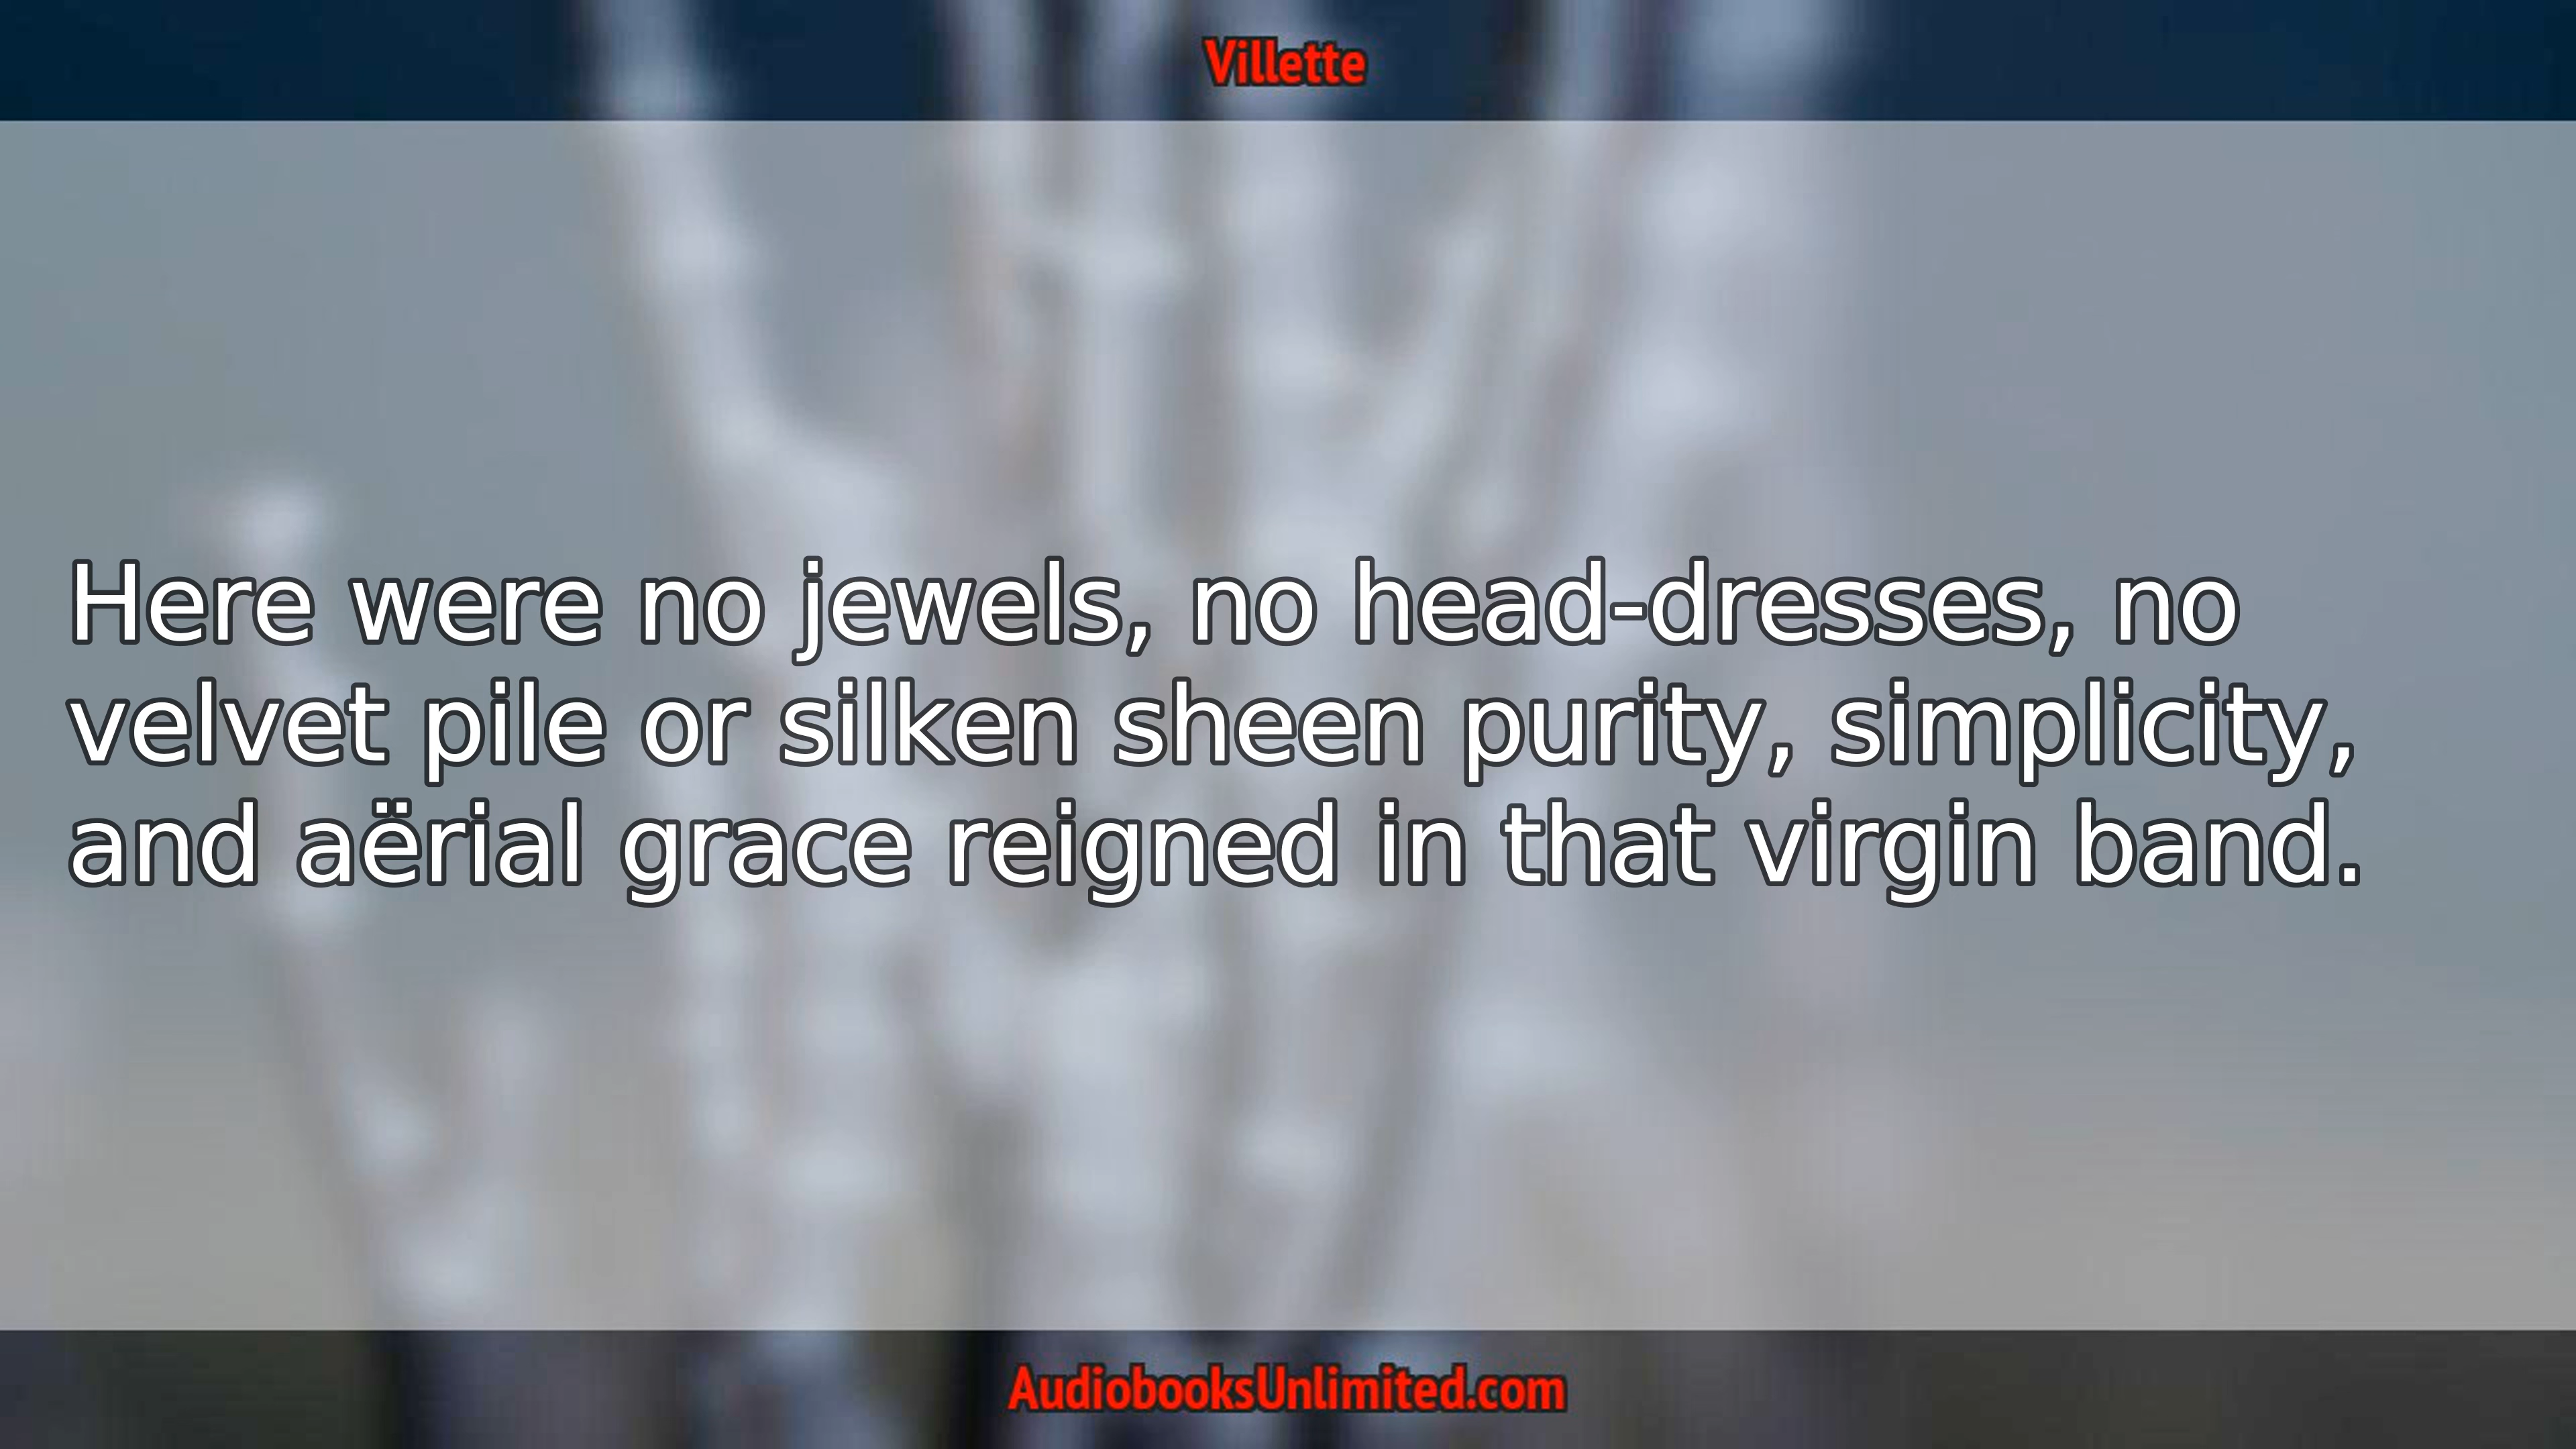 Villette
Here were no jewels, no head-dresses, no
velvet pile or silken sheen purity, simplicity,
and aërial grace reigned in that virgin band.
AudiobooksUnlimited.com